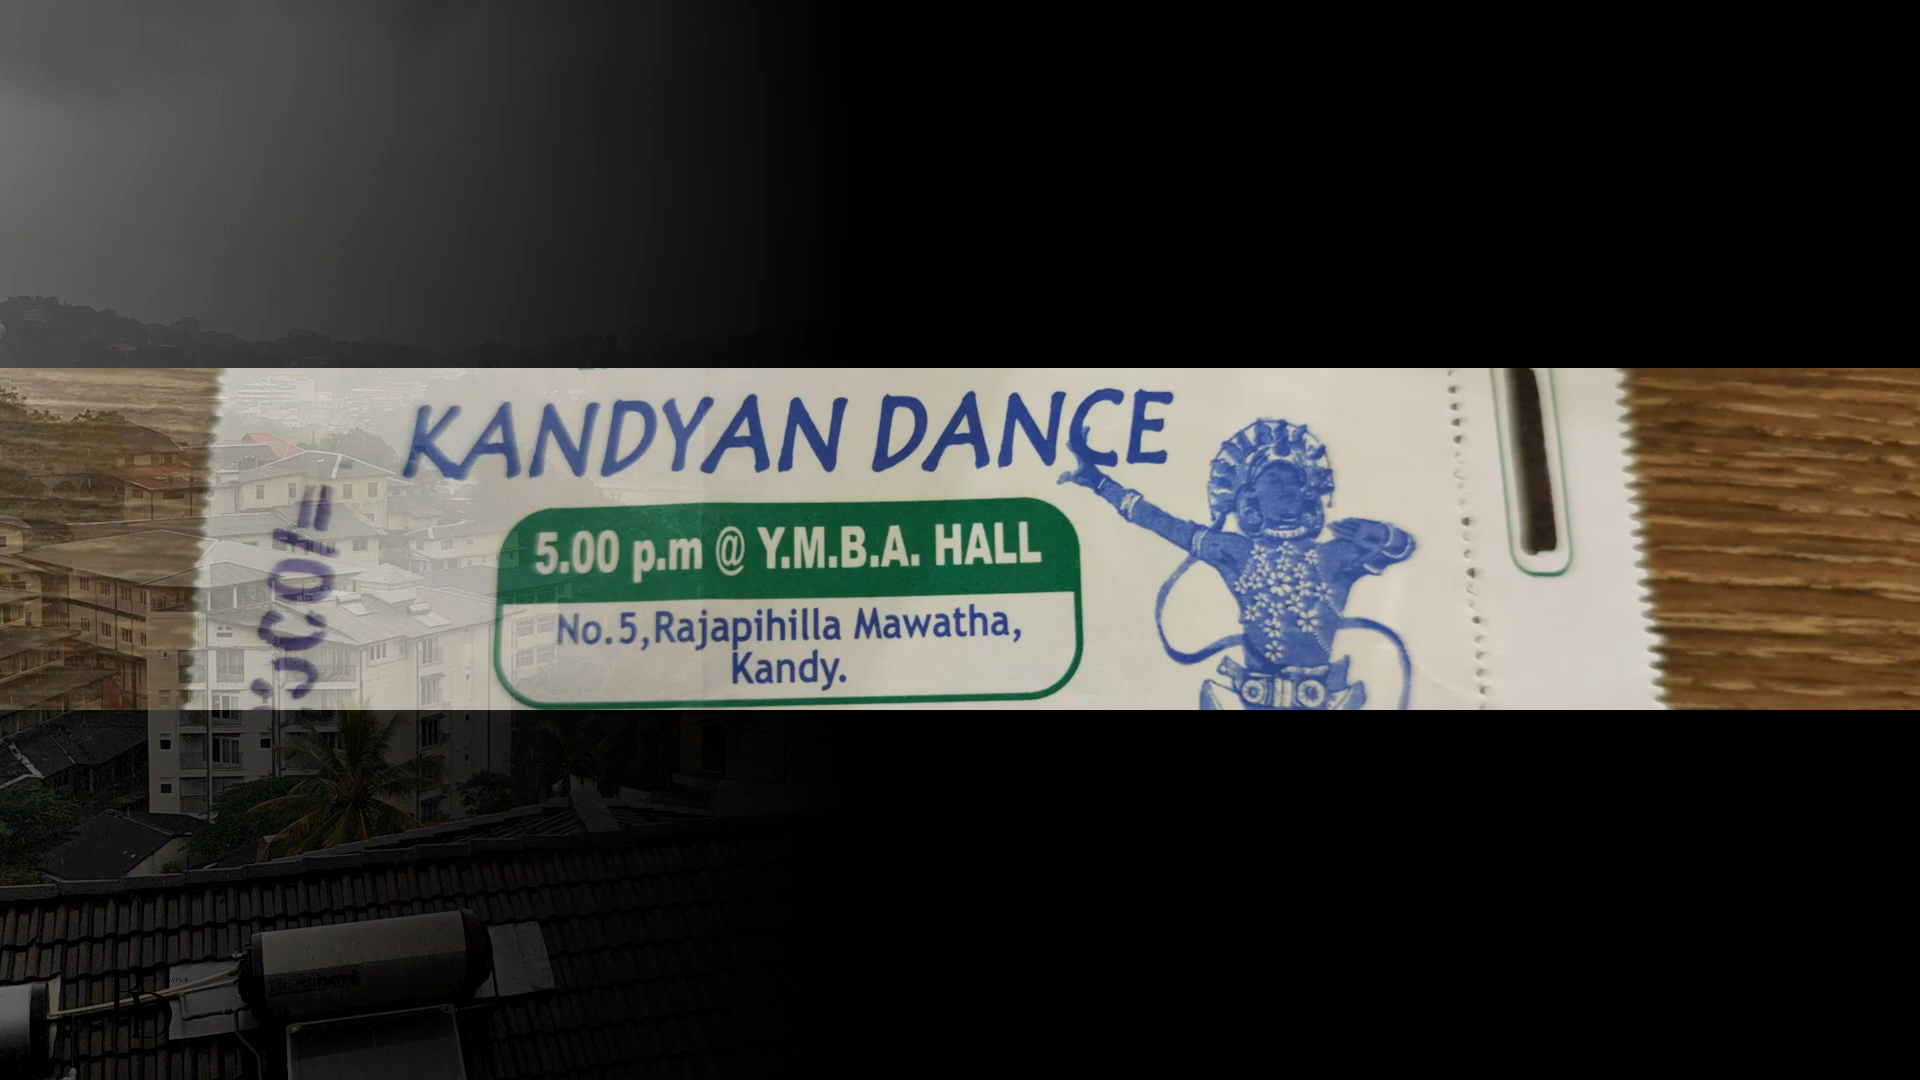 KANDYAN DANCE
5.00 p.m @ Y.M.B.A. HALL
No.5,Rajapihilla Mawatha,
Kandy.